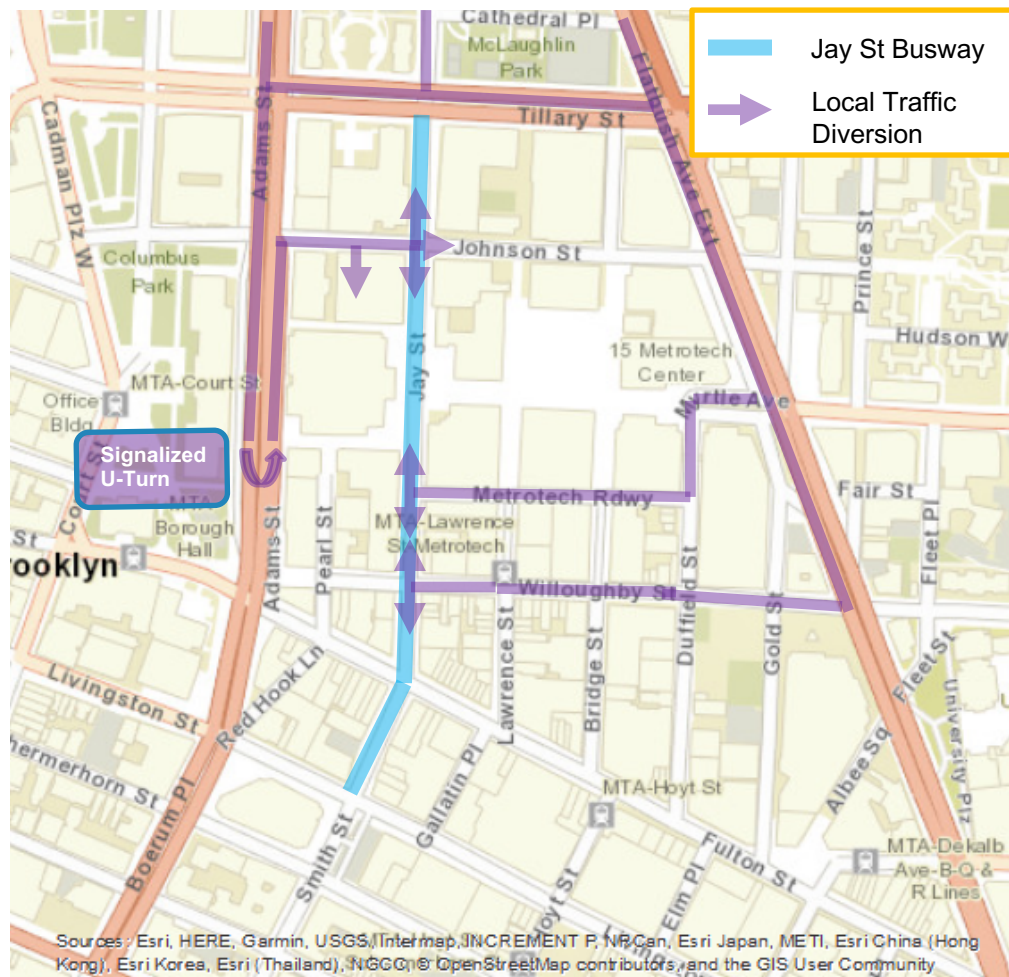 Jay St Busway
Local Traffic
Diversion
Cathedral Pl
McLaughlin
Park
Tillary St
Adams St
Flatbush Ave Ext
Cadman Plz W
Columbus
Park
Johnson St
Prince St
Hudson W
Jay St
15 Metrotech
Center
MTA-Court St
Office
Bldg
Myrtle Ave
Signalized
U-Turn
Court St
MTA
Borough
Hall
Metrotech Rdwy
Fair St
Fleet Pl
St
rooklyn
Adams St
Pearl St
MTA-Lawrence
St-Metrotech
Willoughby St
Lawrence St
Bridge St
Duffield St
Gold St
Fleet St
University Plz
Livingston St
Red Hook Ln
hermerhorn St
Boerum Pl
Smith St
Gallatin Pl
MTA-Hoyt St
Albee Sq
Fulton St
Hoyt St
Elm Pl
MTA-Dekalb
Ave-B-Q &
R Lines
Sources: Esri, HERE, Garmin, USGS, Intermap, INCREMENT P, NRCan, Esri Japan, METI, Esri China (Hong
Kong), Esri Korea, Esri (Thailand), NGCC, © OpenStreetMap contributors, and the GIS User Community